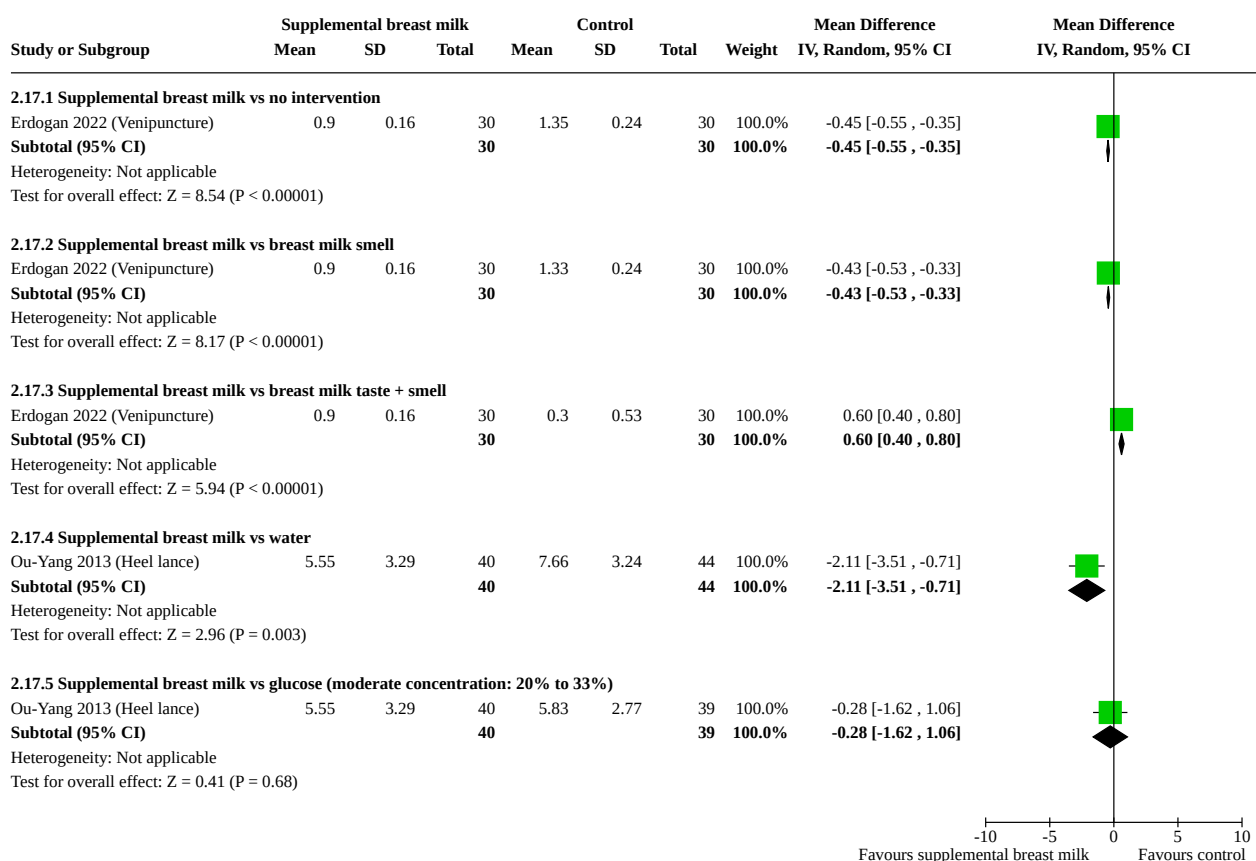 Supplemental breast milk Control Mean Difference Mean Difference
Study or Subgroup Mean SD Total Mean SD Total Weight IV, Random, 95% CI IV, Random, 95% CI
2.17.1 Supplemental breast milk vs no intervention
Erdogan 2022 (Venipuncture) 0.9 0.16 30 1.35 0.24 30 100.0% -0.45 [-0.55 , -0.35]
Subtotal (95% CI) 30 30 100.0% -0.45 [-0.55 , -0.35]
Heterogeneity: Not applicable
Test for overall effect: Z = 8.54 (P < 0.00001)
2.17.2 Supplemental breast milk vs breast milk smell
Erdogan 2022 (Venipuncture) 0.9 0.16 30 1.33 0.24 30 100.0% -0.43 [-0.53 , -0.33]
Subtotal (95% CI) 30 30 100.0% -0.43 [-0.53 , -0.33]
Heterogeneity: Not applicable
Test for overall effect: Z = 8.17 (P < 0.00001)
2.17.3 Supplemental breast milk vs breast milk taste + smell
Erdogan 2022 (Venipuncture) 0.9 0.16 30 0.3 0.53 30 100.0% 0.60 [0.40 , 0.80]
Subtotal (95% CI) 30 30 100.0% 0.60 [0.40 , 0.80]
Heterogeneity: Not applicable
Test for overall effect: Z = 5.94 (P < 0.00001)
2.17.4 Supplemental breast milk vs water
Ou-Yang 2013 (Heel lance) 5.55 3.29 40 7.66 3.24 44 100.0% -2.11 [-3.51 , -0.71]
Subtotal (95% CI) 40 44 100.0% -2.11 [-3.51 , -0.71]
Heterogeneity: Not applicable
Test for overall effect: Z = 2.96 (P = 0.003)
2.17.5 Supplemental breast milk vs glucose (moderate concentration: 20% to 33%)
Ou-Yang 2013 (Heel lance) 5.55 3.29 40 5.83 2.77 39 100.0% -0.28 [-1.62 , 1.06]
Subtotal (95% CI) 40 39 100.0% -0.28 [-1.62 , 1.06]
Heterogeneity: Not applicable
Test for overall effect: Z = 0.41 (P = 0.68)
-10 -5 0 5 10
Favours supplemental breast milk Favours control